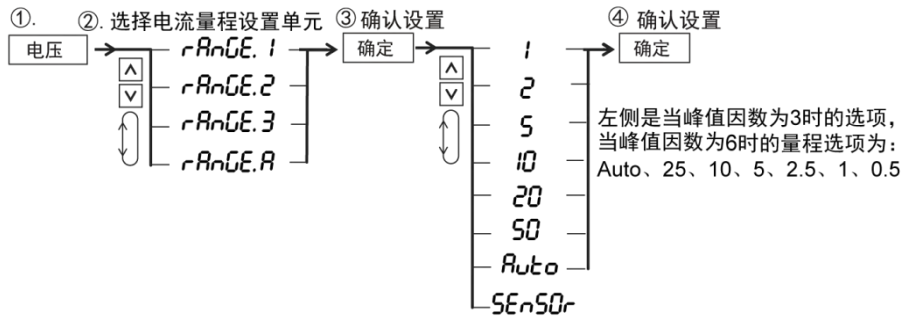 ①. ②. 选择电流量程设置单元 ③ 确认设置 ④ 确认设置
电压 rAnGE.1 确定 1 确定
rAnGE.2 2
rAnGE.3 5
rAnGE.A 10
20
50
Auto
SEnSOr
左侧是当峰值因数为3时的选项，
当峰值因数为6时的量程选项为：
Auto、25、10、5、2.5、1、0.5